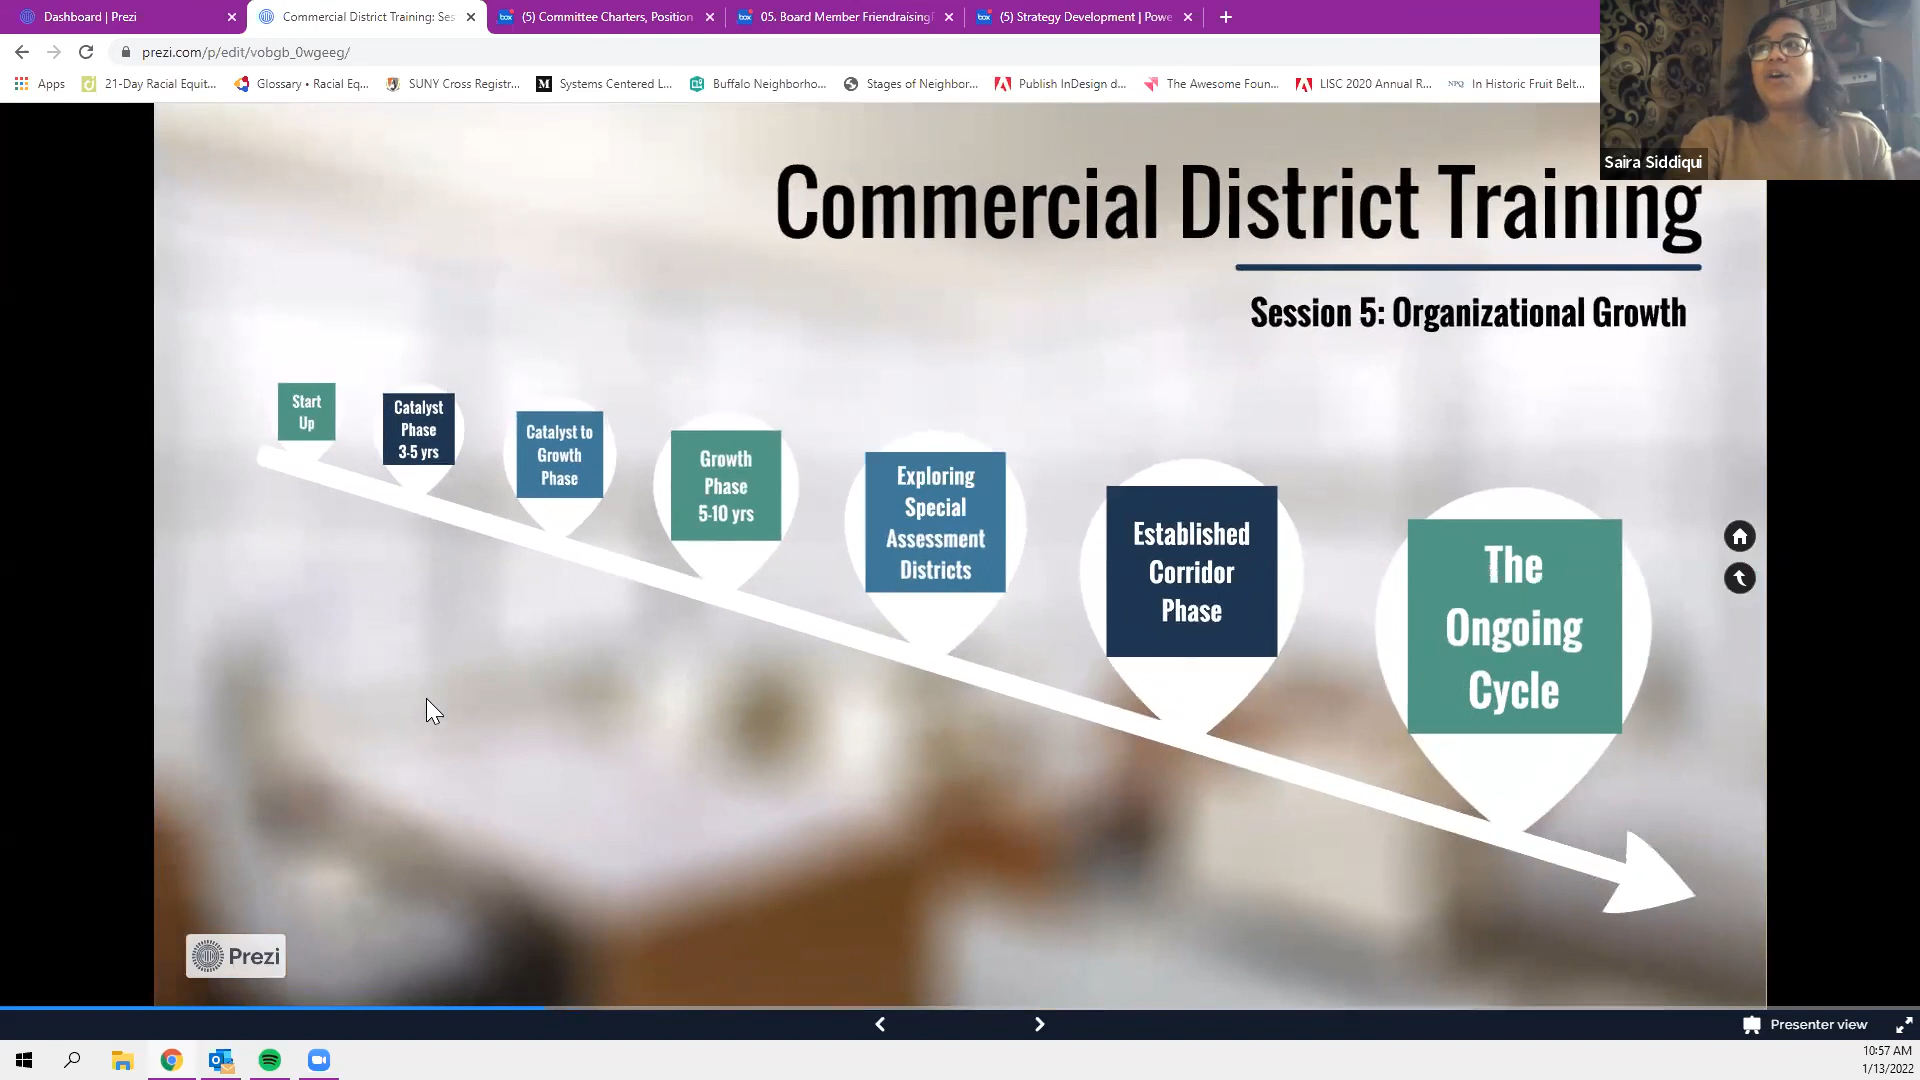 Dashboard | Prezi
Commercial District Training: Ses
(5) Committee Charters, Position
05. Board Member Friendraising
(5) Strategy Development | Powe
prezi.com/p/edit/vobgb_0wgeeg/
Apps
21-Day Racial Equit...
Glossary • Racial Eq...
SUNY Cross Registr...
Systems Centered L...
Buffalo Neighborho...
Stages of Neighbor...
Publish InDesign d...
The Awesome Foun...
LISC 2020 Annual R...
NPQ In Historic Fruit Belt...
Saira Siddiqui
Commercial District Training
Session 5: Organizational Growth
Start
Up
Catalyst
Phase
3-5 yrs
Catalyst to
Growth
Phase
Growth
Phase
5-10 yrs
Exploring
Special
Assessment
Districts
Established
Corridor
Phase
The
Ongoing
Cycle
Prezi
Presenter view
10:57 AM
1/13/2022